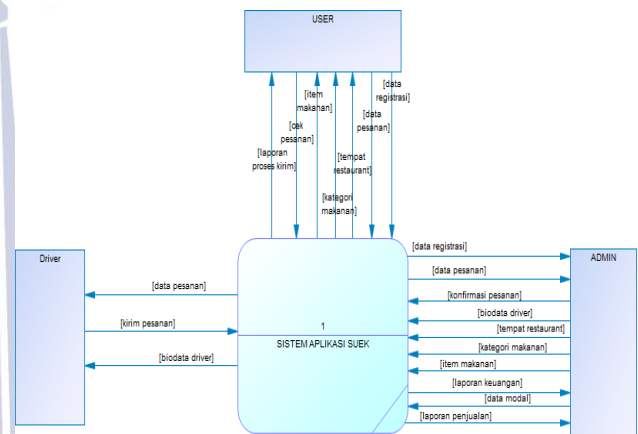 USER
[data
registrasi]
[item
makanan]
[data
pesanan]
[cek
pesanan]
[laporan
proses kirim]
[tempat
restaurant]
[kategori
makanan]
Driver
[data pesanan]
[kirim pesanan]
[biodata driver]
1
SISTEM APLIKASI SUEK
ADMIN
[data registrasi]
[data pesanan]
[konfirmasi pesanan]
[biodata driver]
[tempat restaurant]
[kategori makanan]
[item makanan]
[laporan keuangan]
[data modal]
[laporan penjualan]